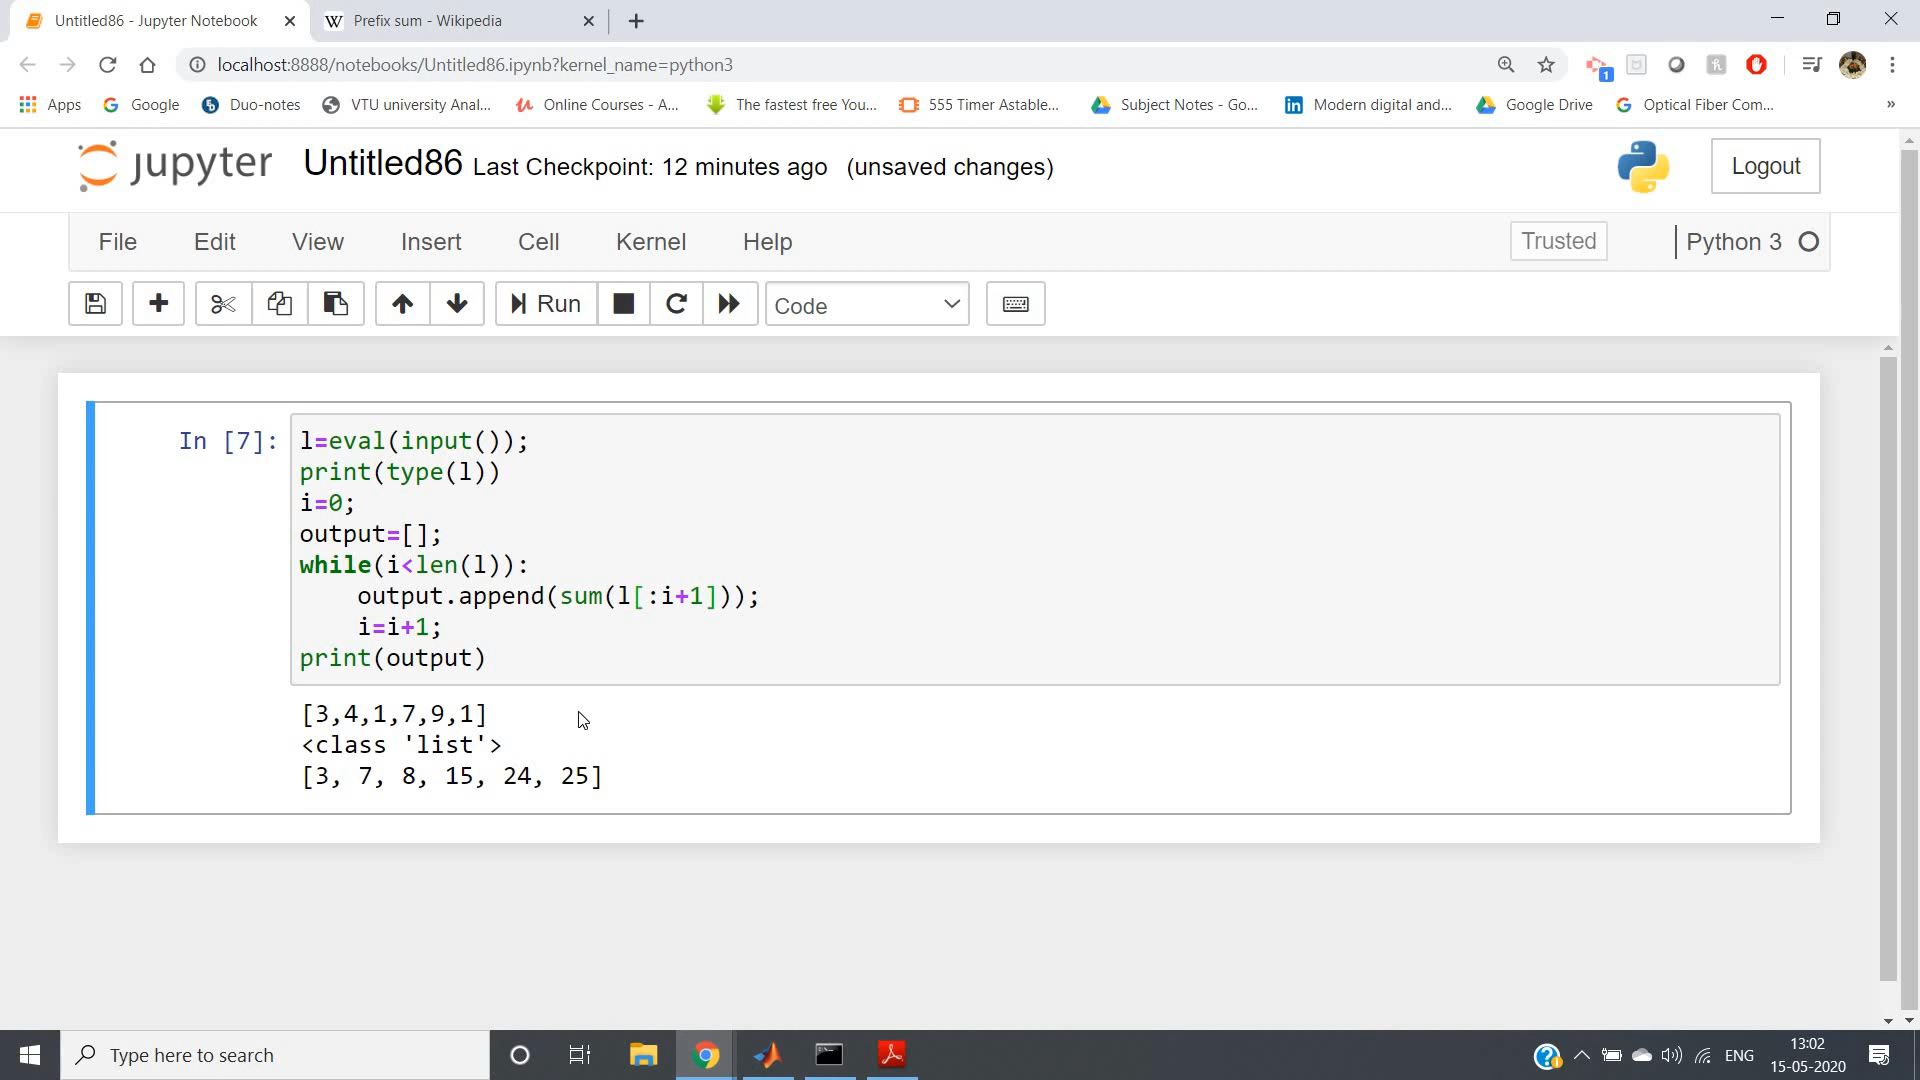 Untitled86 - Jupyter Notebook
Prefix sum - Wikipedia
localhost:8888/notebooks/Untitled86.ipynb?kernel_name=python3
1
Apps
Google
Duo-notes
VTU university Anal...
Online Courses - A...
The fastest free You...
555 Timer Astable...
Subject Notes - Go...
Modern digital and...
Google Drive
Optical Fiber Com...
»
jupyter
Untitled86 Last Checkpoint: 12 minutes ago (unsaved changes)
Logout
File Edit View Insert Cell Kernel Help
Trusted
Python 3
Run
Code
In [7]:
l=eval(input());
print(type(l))
i=0;
output=[];
while(i<len(l)):
    output.append(sum(l[:i+1]));
    i=i+1;
print(output)
[3,4,1,7,9,1]
<class 'list'>
[3, 7, 8, 15, 24, 25]
Type here to search
ENG
13:02
15-05-2020